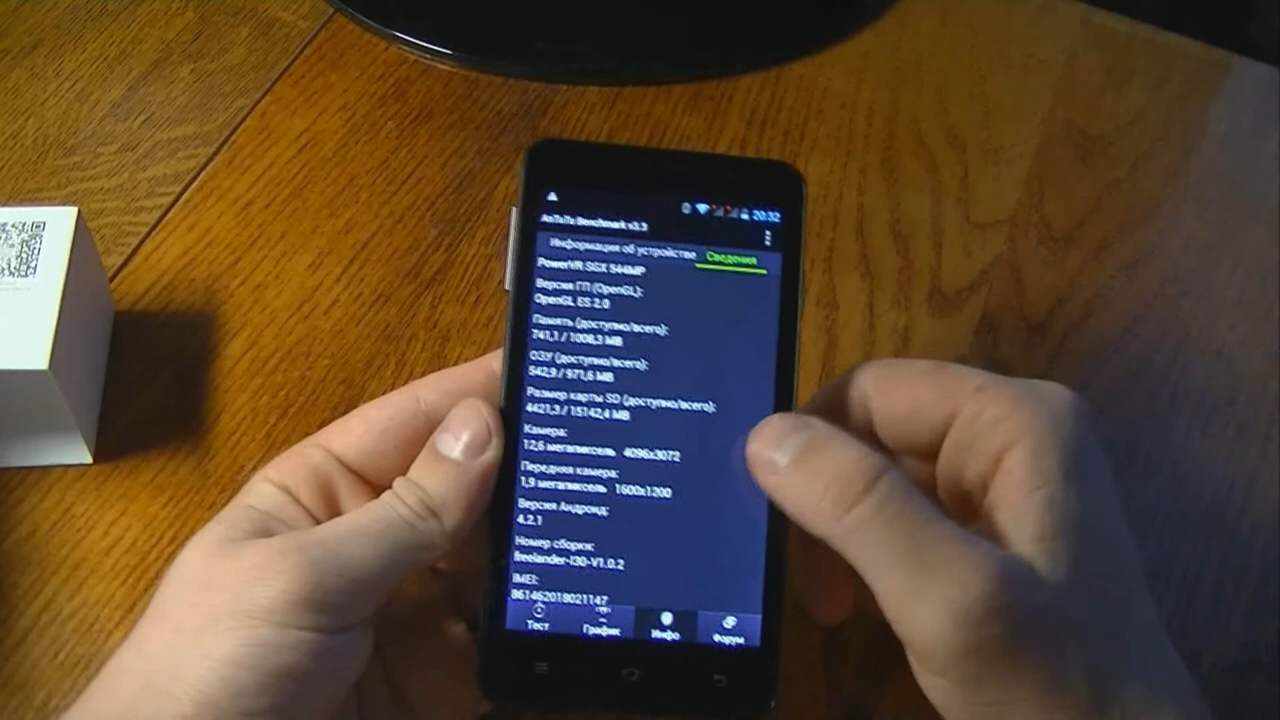 20:32
AnTuTu Benchmark v3.3
Информация об устройстве Сведения
PowerVR SGX 544MP
Версия ГП (OpenGL):
OpenGL ES 2.0
Память (доступно/всего):
741,1 / 1008,3 MB
ОЗУ (доступно/всего):
542,9 / 971,6 MB
Размер карты SD (доступно/всего):
4421,3 / 15142,4 MB
Камера:
12,6 мегапиксель 4096x3072
Передняя камера:
1,9 мегапиксель 1600x1200
Версия Андроид:
4.2.1
Номер сборки:
freelander-I30-V1.0.2
IMEI:
861462018021147
Тест График Инфо Форум